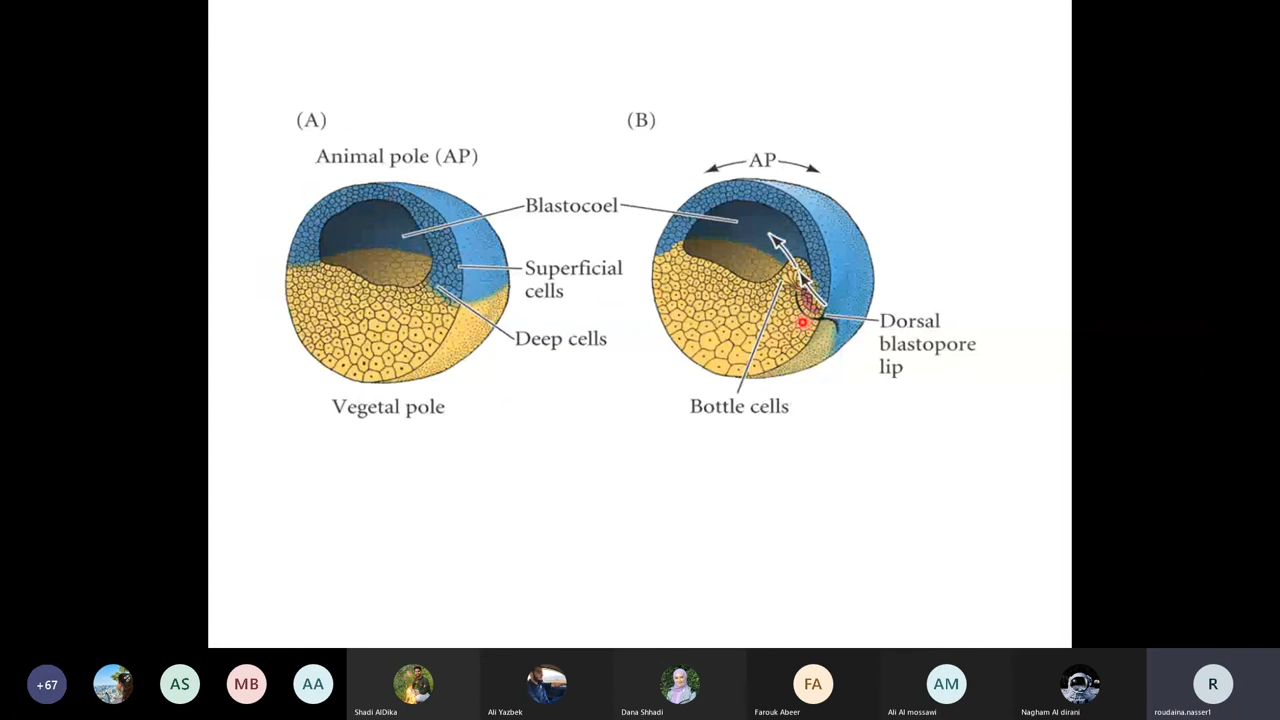 (A)
(B)
Animal pole (AP)
AP
Blastocoel
Superficial
cells
Deep cells
Dorsal
blastopore
lip
Vegetal pole
Bottle cells
+67
AS
MB
AA
FA
AM
R
Shadi AlDika
Ali Yazbek
Dana Shhadi
Farouk Abeer
Ali Al mossawi
Nagham Al dirani
roudaina.nasser1